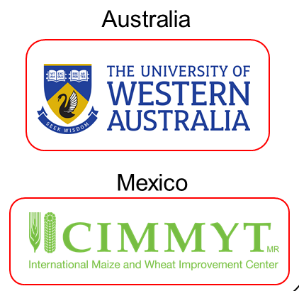 Australia
THE UNIVERSITY OF
WESTERN
AUSTRALIA
SEEK WISDOM
Mexico
CIMMYT MR
International Maize and Wheat Improvement Center